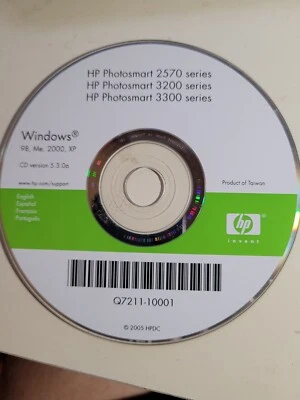 HP Photosmart 2570 series
HP Photosmart 3200 series
HP Photosmart 3300 series
Windows®
98, Me, 2000, XP
CD version 5.3.0a
www.hp.com/support
Product of Taiwan
English
Español
Français
Português
hp
invent
Q7211-10001
© 2005 HPDC